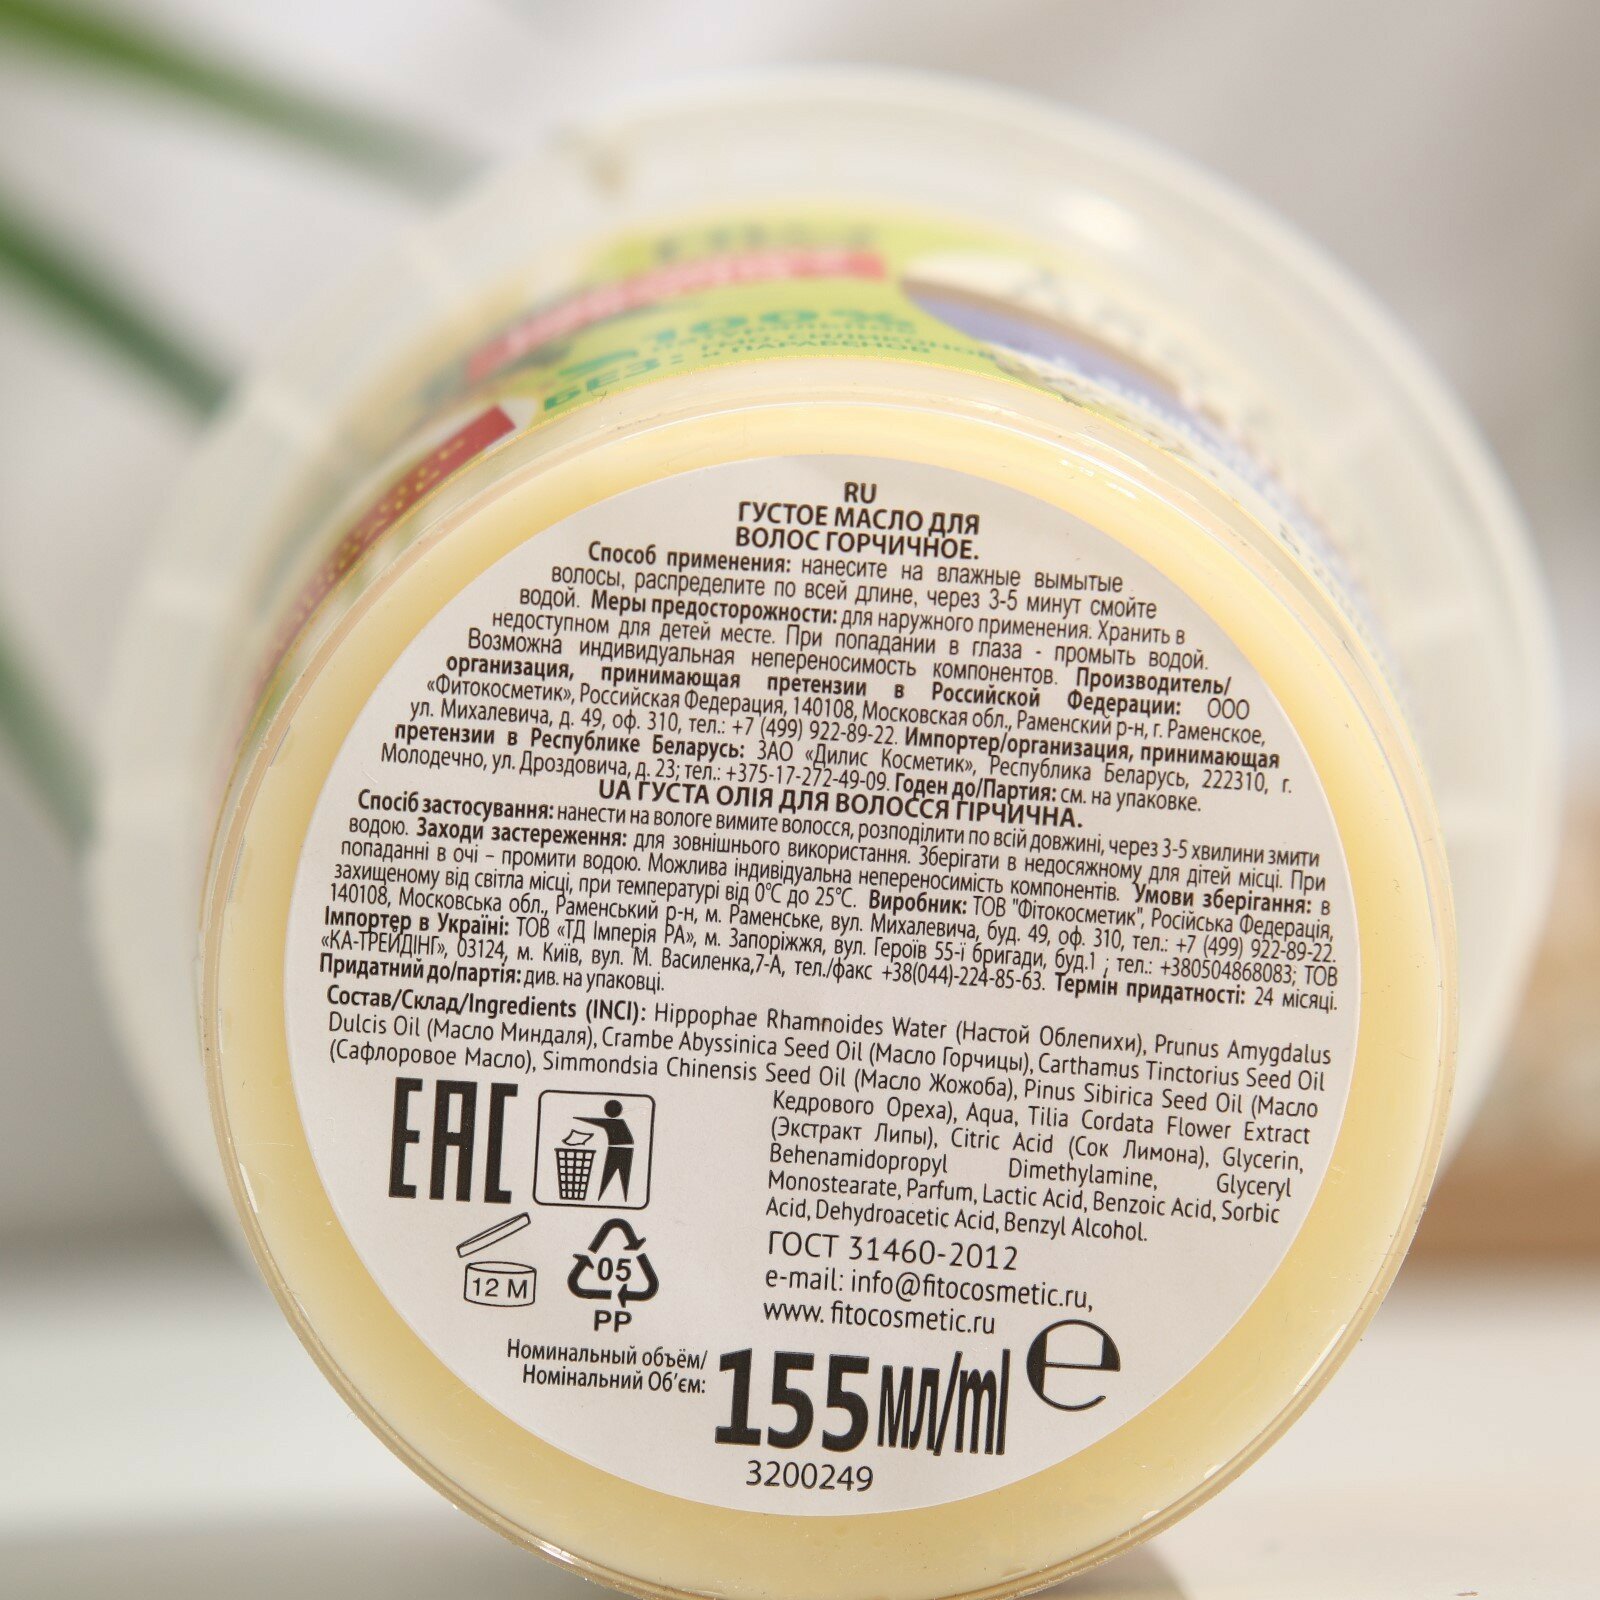 100%
БЕЗ
И ПАРАБЕНОВ
RU
ГУСТОЕ МАСЛО ДЛЯ
ВОЛОС ГОРЧИЧНОЕ.
Способ применения: нанесите на влажные вымытые
волосы, распределите по всей длине, через 3-5 минут смойте
водой. Меры предосторожности: для наружного применения. Хранить в
недоступном для детей месте. При попадании в глаза - промыть водой.
Возможна индивидуальная непереносимость компонентов. Производитель/
организация, принимающая претензии в Российской Федерации: ООО
«Фитокосметик», Российская Федерация, 140108, Московская обл., Раменский р-н, г. Раменское,
ул. Михалевича, д. 49, оф. 310, тел.: +7 (499) 922-89-22. Импортер/организация, принимающая
претензии в Республике Беларусь: ЗАО «Дилис Косметик», Республика Беларусь, 222310, г.
Молодечно, ул. Дроздовича, д. 23; тел.: +375-17-272-49-09. Годен до/Партия: см. на упаковке.
UA ГУСТА ОЛІЯ ДЛЯ ВОЛОССЯ ГІРЧИЧНА.
Спосіб застосування: нанести на вологе вимите волосся, розподілити по всій довжині, через 3-5 хвилини змити
водою. Заходи застереження: для зовнішнього використання. Зберігати в недосяжному для дітей місці. При
попаданні в очі – промити водою. Можлива індивідуальна непереносимість компонентів. Умови зберігання: в
захищеному від світла місці, при температурі від 0°C до 25°C. Виробник: ТОВ "Фітокосметик", Російська Федерація,
140108, Московська обл., Раменський р-н, м. Раменське, вул. Михалевича, буд. 49, оф. 310, тел.: +7 (499) 922-89-22.
Імпортер в Україні: ТОВ «ТД Імперія РА», м. Запоріжжя, вул. Героїв 55-ї бригади, буд.1 ; тел.: +380504868083; ТОВ
«КА-ТРЕЙДІНГ», 03124, м. Київ, вул. М. Василенка,7-А, тел./факс +38(044)-224-85-63. Термін придатності: 24 місяці.
Придатний до/партія: див. на упаковці.
Состав/Склад/Ingredients (INCI): Hippophae Rhamnoides Water (Настой Облепихи), Prunus Amygdalus
Dulcis Oil (Масло Миндаля), Crambe Abyssinica Seed Oil (Масло Горчицы), Carthamus Tinctorius Seed Oil
(Сафлоровое Масло), Simmondsia Chinensis Seed Oil (Масло Жожоба), Pinus Sibirica Seed Oil (Масло
Кедрового Ореха), Aqua, Tilia Cordata Flower Extract
(Экстракт Липы), Citric Acid (Сок Лимона), Glycerin,
Behenamidopropyl Dimethylamine, Glyceryl
Monostearate, Parfum, Lactic Acid, Benzoic Acid, Sorbic
Acid, Dehydroacetic Acid, Benzyl Alcohol.
EAC
12 M
05
PP
ГОСТ 31460-2012
e-mail: info@fitocosmetic.ru,
www. fitocosmetic.ru
Номинальный объём/
Номінальний Об'єм:
155мл/ml
e
3200249